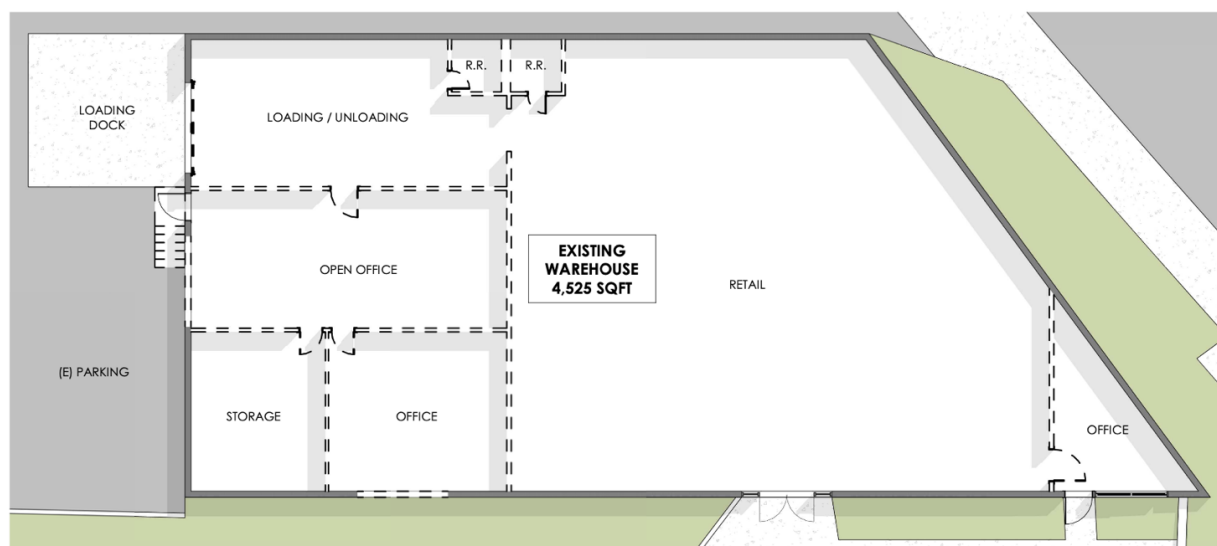 R.R.
R.R.
LOADING
DOCK
LOADING / UNLOADING
EXISTING
WAREHOUSE
4,525 SQFT
OPEN OFFICE
RETAIL
(E) PARKING
STORAGE
OFFICE
OFFICE